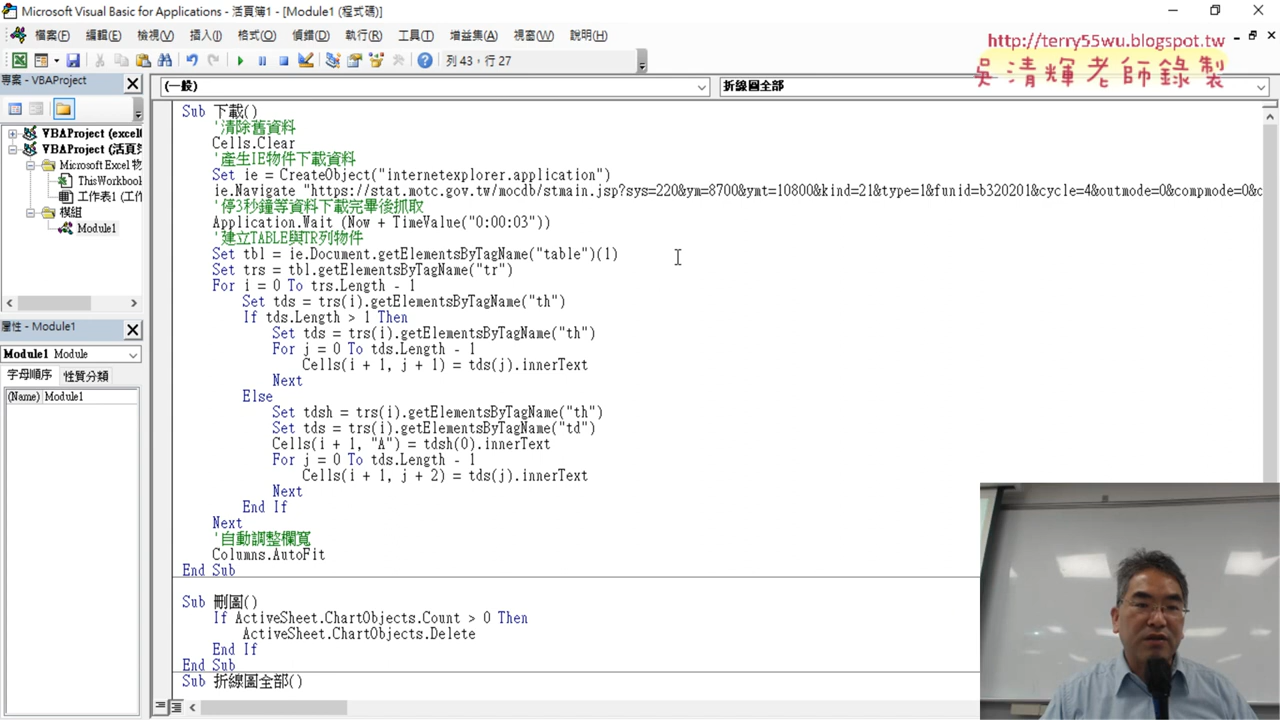 Microsoft Visual Basic for Applications - 活頁簿1 - [Module1 (程式碼)]
檔案(F) 編輯(E) 檢視(V) 插入(I) 格式(O) 偵錯(D) 執行(R) 工具(T) 增益集(A) 視窗(W) 說明(H)
http://terry55wu.blogspot.tw
吳清輝老師錄製
列 43，行 27
專案 - VBAProject
(一般)
折線圖全部
VBAProject (excel
VBAProject (活頁簿
Microsoft Excel 物
ThisWorkbook
工作表1 (工作
模組
Module1
屬性 - Module1
Module1 Module
字母順序 性質分類
(Name) Module1
Sub 下載()
'清除舊資料
Cells.Clear
'產生IE物件下載資料
Set ie = CreateObject("internetexplorer.application")
ie.Navigate "https://stat.motc.gov.tw/mocdb/stmain.jsp?sys=220&ym=8700&ymt=10800&kind=21&type=1&funid=b320201&cycle=4&outmode=0&compmode=0&
'停3秒鐘等資料下載完畢後抓取
Application.Wait (Now + TimeValue("0:00:03"))
'建立TABLE與TR列物件
Set tbl = ie.Document.getElementsByTagName("table")(1)
Set trs = tbl.getElementsByTagName("tr")
For i = 0 To trs.Length - 1
Set tds = trs(i).getElementsByTagName("th")
If tds.Length > 1 Then
Set tds = trs(i).getElementsByTagName("th")
For j = 0 To tds.Length - 1
Cells(i + 1, j + 1) = tds(j).innerText
Next
Else
Set tdsh = trs(i).getElementsByTagName("th")
Set tds = trs(i).getElementsByTagName("td")
Cells(i + 1, "A") = tdsh(0).innerText
For j = 0 To tds.Length - 1
Cells(i + 1, j + 2) = tds(j).innerText
Next
End If
Next
'自動調整欄寬
Columns.AutoFit
End Sub
Sub 刪圖()
If ActiveSheet.ChartObjects.Count > 0 Then
ActiveSheet.ChartObjects.Delete
End If
End Sub
Sub 折線圖全部()